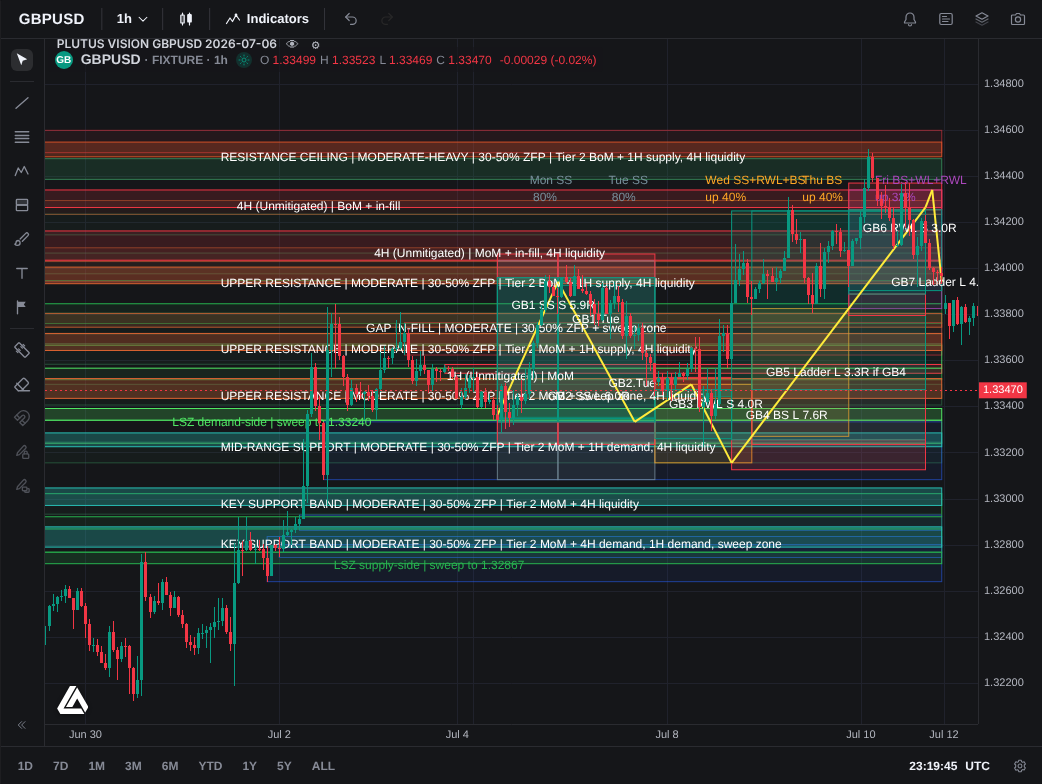 GBPUSD 1h Indicators
PLUTUS VISION GBPUSD 2026-07-06
GB GBPUSD · FIXTURE · 1h O 1.33499 H 1.33523 L 1.33469 C 1.33470 -0.00029 (-0.02%)
1.34800
1.34600
RESISTANCE CEILING | MODERATE-HEAVY | 30-50% ZFP | Tier 2 BoM + 1H supply, 4H liquidity
1.34400
Mon SS
80%
Tue SS
80%
Wed SS+RWL+BS
up 40%
Thu BS
up 40%
Fri BS+WL+RWL
4H (Unmitigated) | BoM + in-fill
1.34200
GB6 RWL S 3.0R
4H (Unmitigated) | MoM + in-fill, 4H liquidity
1.34000
UPPER RESISTANCE | MODERATE | 30-50% ZFP | Tier 2 BoM + 1H supply, 4H liquidity
GB7 Ladder L 4.
GB1 SS S 5.9R
GB1.Tue
1.33800
GAP IN-FILL | MODERATE | 30-50% ZFP + sweep zone
UPPER RESISTANCE | MODERATE | 30-50% ZFP | Tier 2 MoM + 1H supply, 4H liquidity
1.33600
1H (Unmitigated) | MoM
GB5 Ladder L 3.3R if GB4
GB2.Tue
1.33470
UPPER RESISTANCE | MODERATE | 30-50% ZFP | Tier 2 MoM + sweep zone, 4H liquidity
GB3 RWL S 4.0R
1.33400
GB4 BS L 7.6R
LSZ demand-side | sweep to 1.33240
MID-RANGE SUPPORT | MODERATE | 30-50% ZFP | Tier 2 MoM + 1H demand, 4H liquidity
1.33200
KEY SUPPORT BAND | MODERATE | 30-50% ZFP | Tier 2 MoM + 4H liquidity
1.33000
KEY SUPPORT BAND | MODERATE | 30-50% ZFP | Tier 2 MoM + 4H demand, 1H demand, sweep zone
1.32800
LSZ supply-side | sweep to 1.32867
1.32600
1.32400
1.32200
Jun 30 Jul 2 Jul 4 Jul 8 Jul 10 Jul 12
1D 7D 1M 3M 6M YTD 1Y 5Y ALL 23:19:45 UTC